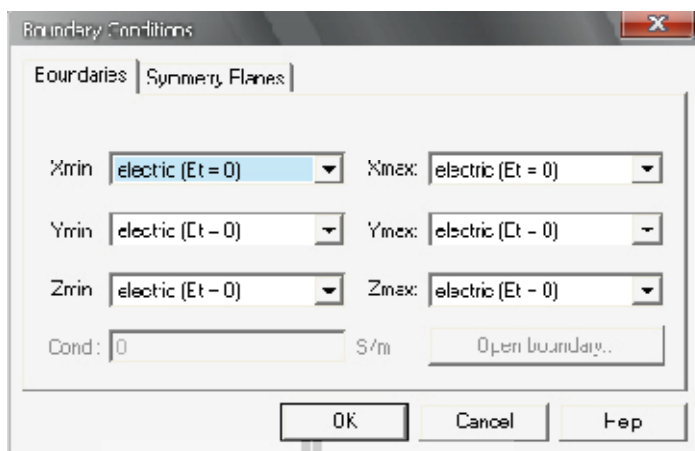 Boundary Conditions
Boundaries Symmetry Planes
Xmin electric (Et = 0) Xmax: electric (Et = 0)
Ymin electric (Et = 0) Ymax: electric (Et = 0)
Zmin electric (Et = 0) Zmax: electric (Et = 0)
Cond.: 0 S/m Open boundary...
OK Cancel Help